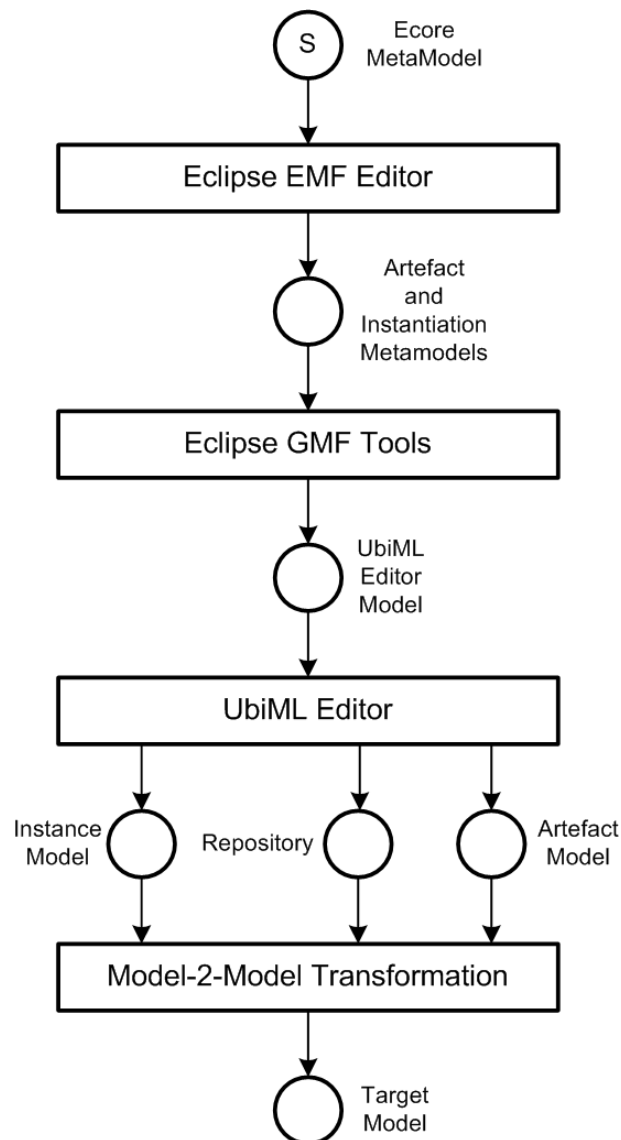 S
Ecore
MetaModel
Eclipse EMF Editor
Artefact
and
Instantiation
Metamodels
Eclipse GMF Tools
UbiML
Editor
Model
UbiML Editor
Instance
Model
Repository
Artefact
Model
Model-2-Model Transformation
Target
Model